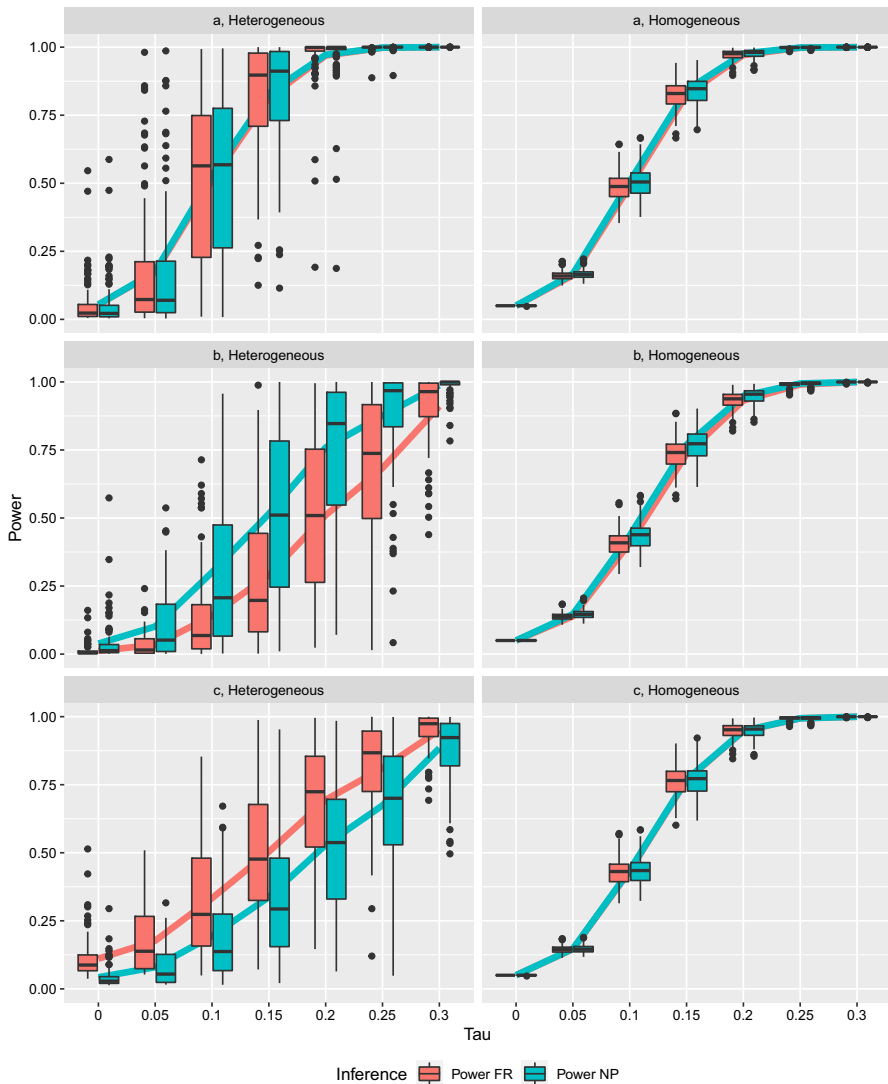 a, Heterogeneous
a, Homogeneous
1.00
0.75
0.50
0.25
0.00
b, Heterogeneous
b, Homogeneous
1.00
0.75
0.50
0.25
0.00
Power
c, Heterogeneous
c, Homogeneous
1.00
0.75
0.50
0.25
0.00
0 0.05 0.1 0.15 0.2 0.25 0.3
0 0.05 0.1 0.15 0.2 0.25 0.3
Tau
Inference Power FR Power NP